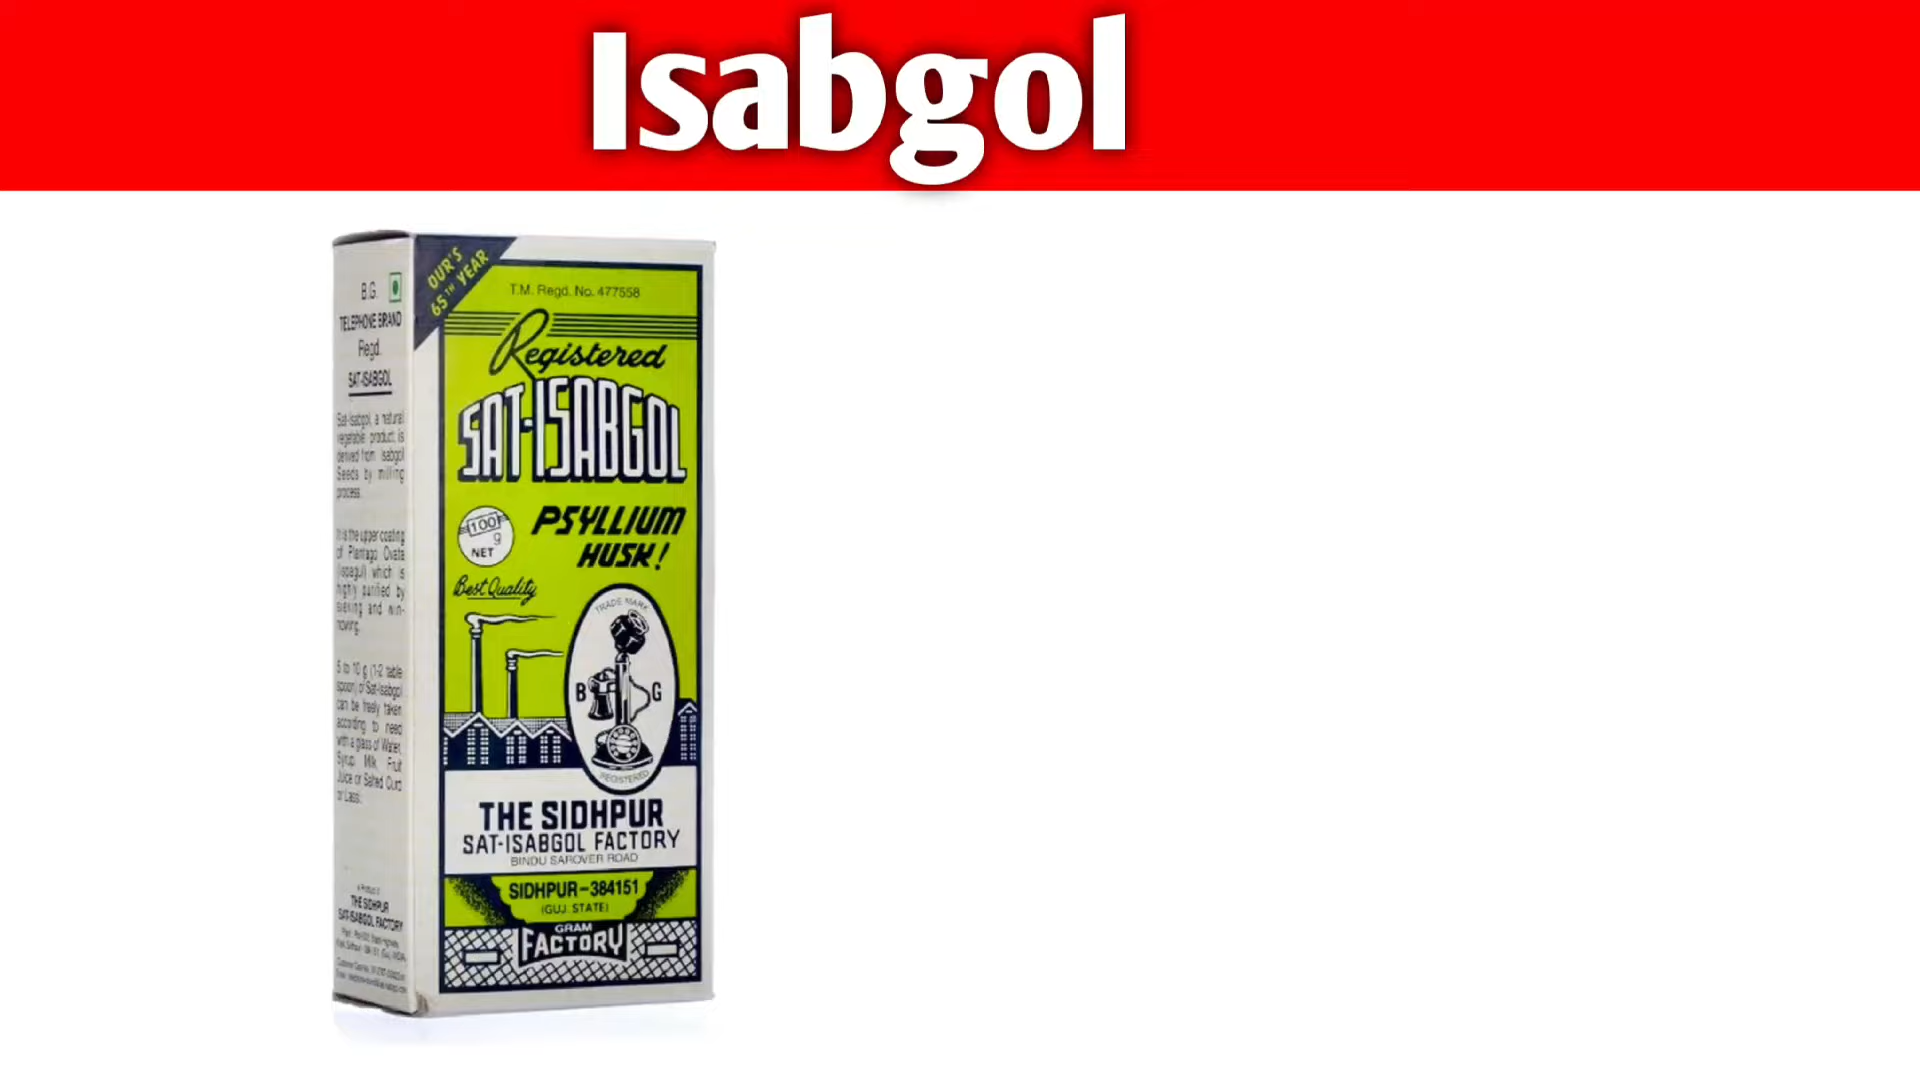 Isabgol
OUR'S
65TH YEAR
T.M. Regd. No. 477558
Registered
SAT-ISABGOL
100
g
NET
PSYLLIUM
HUSK!
Best Quality
TRADE MARK
B G
REGISTERED
THE SIDHPUR
SAT-ISABGOL FACTORY
BINDU SAROVER ROAD
SIDHPUR-384151
(GUJ. STATE)
GRAM
FACTORY
B.G.
TELEPHONE BRAND
Regd.
SAT-ISABGOL
Sat-Isabgol, a natural
vegetable product, is
derived from Isabgol
Seeds by milling
process.
It is the upper coating
of Plantago Ovata
(Ispagul) which is
highly purified by
sieving and win-
nowing.
5 to 10 g (1-2 table
spoon) of Sat-Isabgol
can be freely taken
according to need
with a glass of Water,
Syrup, Milk, Fruit
Juice or Salted Curd
or Lassi.
A Product of
THE SIDHPUR
SAT-ISABGOL FACTORY